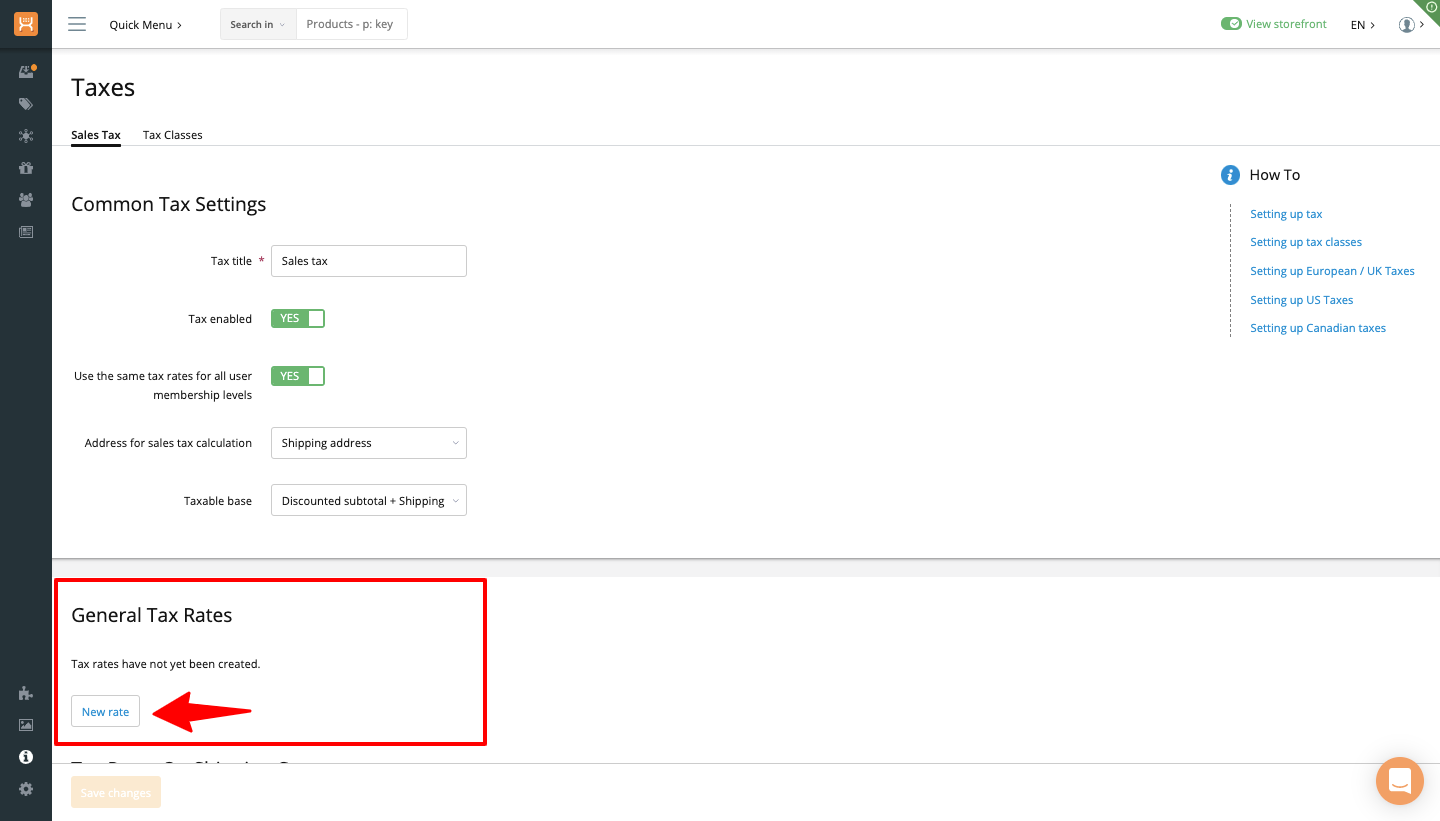 Quick Menu
Search in
Products - p: key
View storefront
EN
Taxes
Sales Tax
Tax Classes
How To
Setting up tax
Setting up tax classes
Setting up European / UK Taxes
Setting up US Taxes
Setting up Canadian taxes
Common Tax Settings
Tax title *
Sales tax
Tax enabled
YES
Use the same tax rates for all user
membership levels
YES
Address for sales tax calculation
Shipping address
Taxable base
Discounted subtotal + Shipping
General Tax Rates
Tax rates have not yet been created.
New rate
Save changes